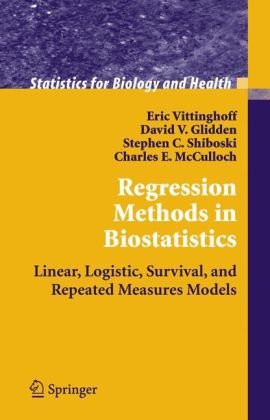 Statistics for Biology and Health
Eric Vittinghoff
David V. Glidden
Stephen C. Shiboski
Charles E. McCulloch
Regression
Methods in
Biostatistics
Linear, Logistic, Survival, and
Repeated Measures Models
Springer